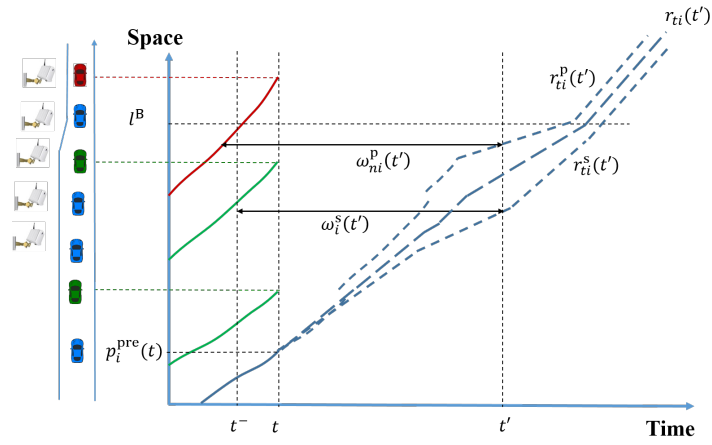 Space
r_{ti}(t′)
r_{ti}^{p}(t′)
l^{B}
ω_{ni}^{p}(t′)
r_{ti}^{s}(t′)
ω_{i}^{s}(t′)
p_{i}^{pre}(t)
t^{−}
t
t′
Time